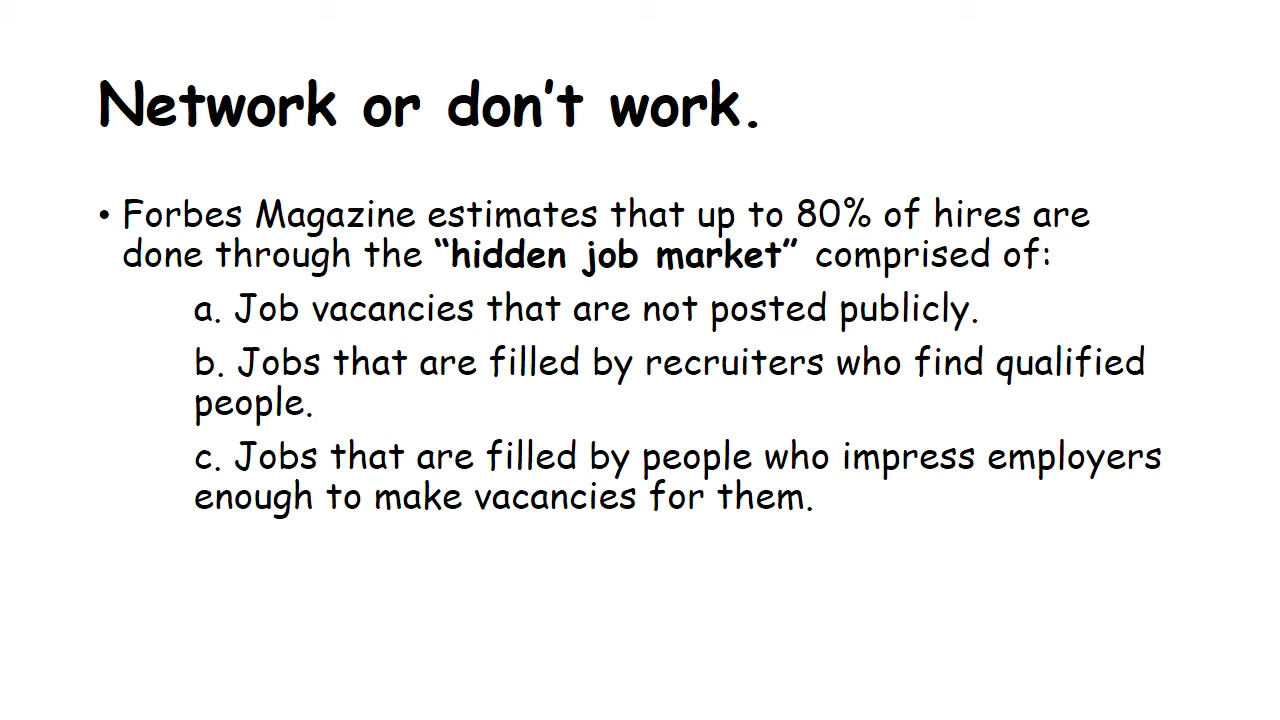 Network or don’t work.
• Forbes Magazine estimates that up to 80% of hires are
done through the “hidden job market” comprised of:
a. Job vacancies that are not posted publicly.
b. Jobs that are filled by recruiters who find qualified
people.
c. Jobs that are filled by people who impress employers
enough to make vacancies for them.